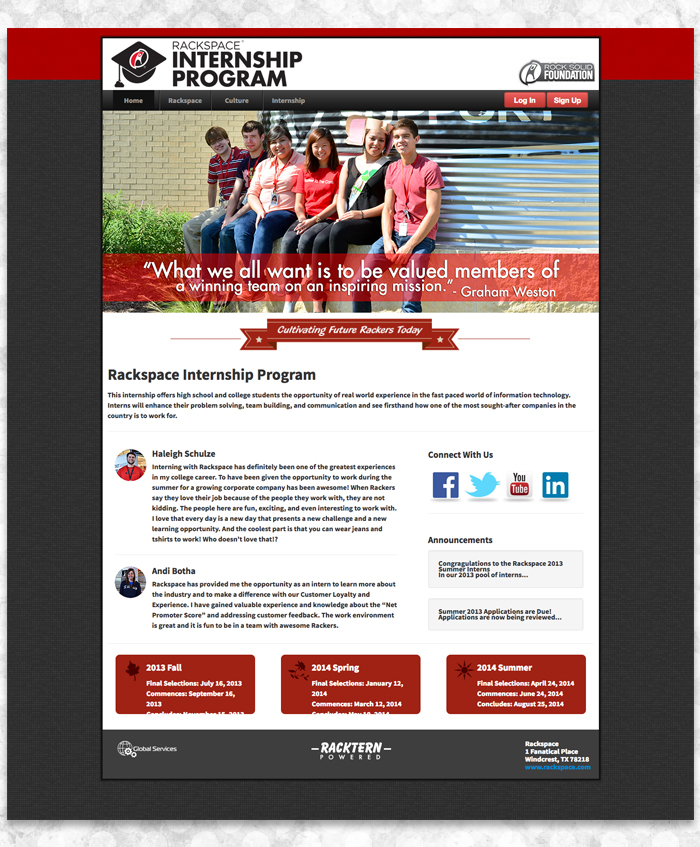 RACKSPACE
INTERNSHIP
PROGRAM
ROCK SOLID
FOUNDATION
Home Rackspace Culture Internship Log In Sign Up
"What we all want is to be valued members of
a winning team on an inspiring mission." - Graham Weston
Cultivating Future Rackers Today
Rackspace Internship Program
This internship offers high school and college students the opportunity of real world experience in the fast paced world of information technology.
Interns will enhance their problem solving, team building, and communication and see firsthand how one of the most sought-after companies in the
country is to work for.
Haleigh Schulze
Interning with Rackspace has definitely been one of the greatest experiences
in my college career. To have been given the opportunity to work during the
summer for a growing corporate company has been awesome! When Rackers
say they love their job because of the people they work with, they are not
kidding. The people here are fun, exciting, and even interesting to work with.
I love that every day is a new day that presents a new challenge and a new
learning opportunity. And the coolest part is that you can wear jeans and
tshirts to work! Who doesn't love that!?
Andi Botha
Rackspace has provided me the opportunity as an intern to learn more about
the industry and to make a difference with our Customer Loyalty and
Experience. I have gained valuable experience and knowledge about the "Net
Promoter Score" and addressing customer feedback. The work environment
is great and it is fun to be in a team with awesome Rackers.
Connect With Us
f
You
Tube
in
Announcements
Congragulations to the Rackspace 2013
Summer Interns
In our 2013 pool of interns...
Summer 2013 Applications are Due!
Applications are now being reviewed...
2013 Fall
Final Selections: July 16, 2013
Commences: September 16,
2013
2014 Spring
Final Selections: January 12,
2014
Commences: March 12, 2014
2014 Summer
Final Selections: April 24, 2014
Commences: June 24, 2014
Concludes: August 25, 2014
Global Services
RACKTERN
POWERED
Rackspace
1 Fanatical Place
Windcrest, TX 78218
www.rackspace.com